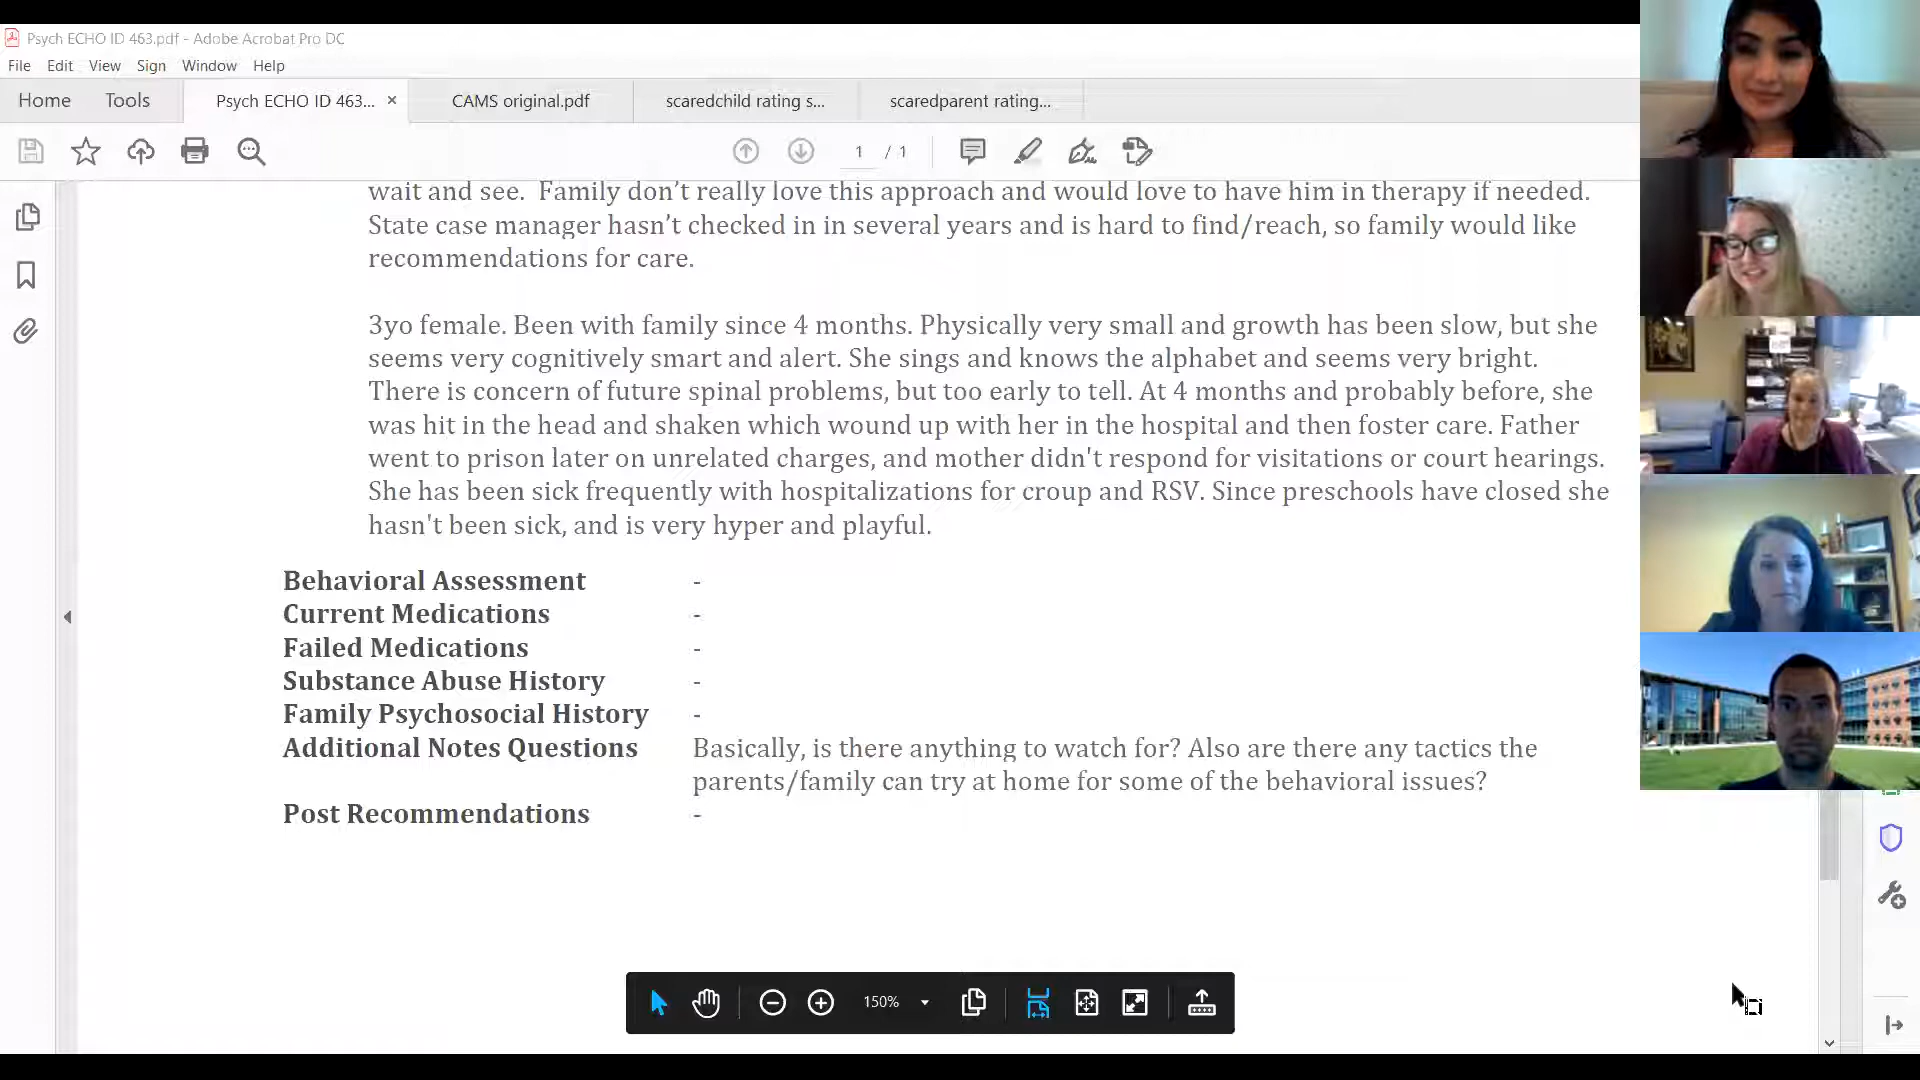 Psych ECHO ID 463.pdf - Adobe Acrobat Pro DC
File Edit View Sign Window Help
Home Tools Psych ECHO ID 463... × CAMS original.pdf scaredchild rating s... scaredparent rating...
1 / 1
wait and see.  Family don’t really love this approach and would love to have him in therapy if needed.
State case manager hasn’t checked in in several years and is hard to find/reach, so family would like
recommendations for care.
3yo female. Been with family since 4 months. Physically very small and growth has been slow, but she
seems very cognitively smart and alert. She sings and knows the alphabet and seems very bright.
There is concern of future spinal problems, but too early to tell. At 4 months and probably before, she
was hit in the head and shaken which wound up with her in the hospital and then foster care. Father
went to prison later on unrelated charges, and mother didn't respond for visitations or court hearings.
She has been sick frequently with hospitalizations for croup and RSV. Since preschools have closed she
hasn't been sick, and is very hyper and playful.
Behavioral Assessment -
Current Medications -
Failed Medications -
Substance Abuse History -
Family Psychosocial History -
Additional Notes Questions Basically, is there anything to watch for? Also are there any tactics the
parents/family can try at home for some of the behavioral issues?
Post Recommendations -
150%